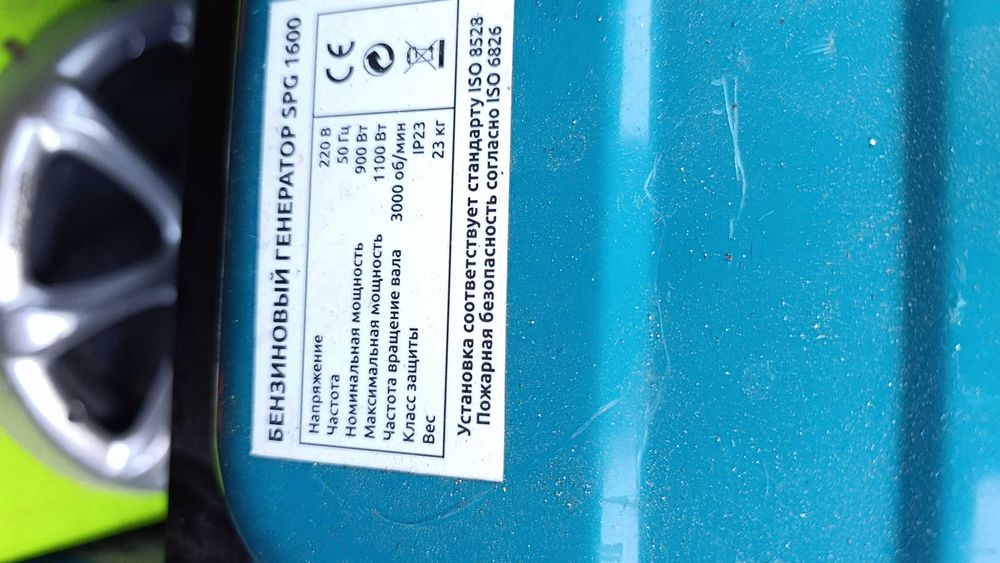 БЕНЗИНОВЫЙ ГЕНЕРАТОР SPG 1600
Напряжение 220 В
Частота 50 Гц
Номинальная мощность 900 Вт
Максимальная мощность 1100 Вт
Частота вращение вала 3000 об/мин
Класс защиты IP23
Вес 23 кг
CE
Установка соответствует стандарту ISO 8528
Пожарная безопасность согласно ISO 6826